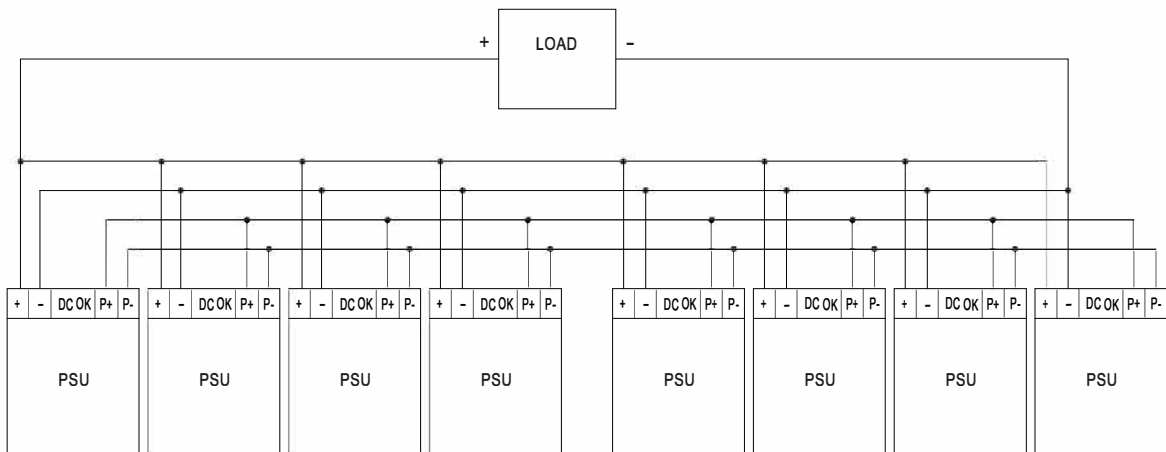 + LOAD –
+ – DC OK P+ P- + – DC OK P+ P- + – DC OK P+ P- + – DC OK P+ P- + – DC OK P+ P- + – DC OK P+ P- + – DC OK P+ P- + – DC OK P+ P-
PSU PSU PSU PSU PSU PSU PSU PSU